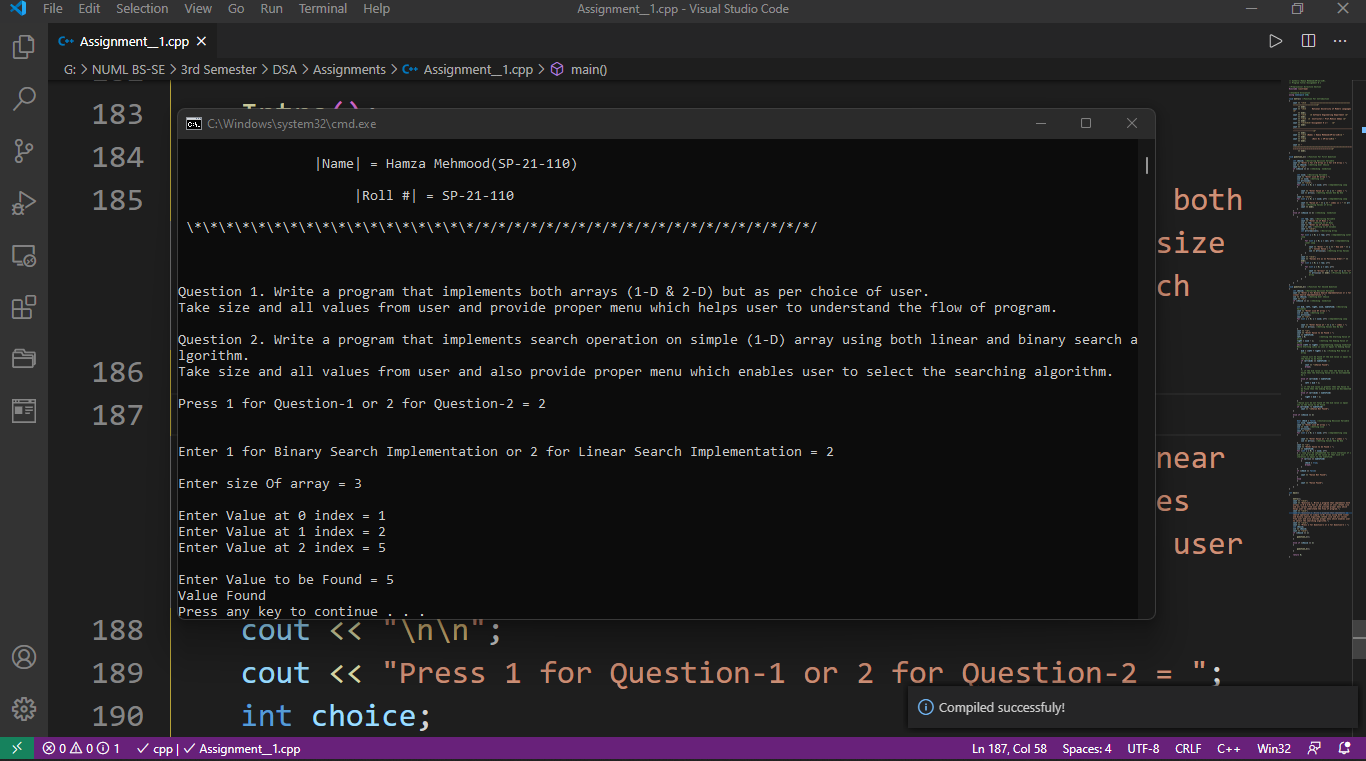 File Edit Selection View Go Run Terminal Help Assignment__1.cpp - Visual Studio Code
Assignment__1.cpp
G: > NUML BS-SE > 3rd Semester > DSA > Assignments > Assignment__1.cpp > main()
183
C:\Windows\system32\cmd.exe
184
|Name| = Hamza Mehmood(SP-21-110)
185 both
|Roll #| = SP-21-110
\*\*\*\*\*\*\*\*\*\*\*\*\*\*\*\*\*\*/*/*/*/*/*/*/*/*/*/*/*/*/*/*/*/*/*/*/*/*/
size
ch
Question 1. Write a program that implements both arrays (1-D & 2-D) but as per choice of user.
Take size and all values from user and provide proper menu which helps user to understand the flow of program.
Question 2. Write a program that implements search operation on simple (1-D) array using both linear and binary search a
lgorithm.
Take size and all values from user and also provide proper menu which enables user to select the searching algorithm.
186
Press 1 for Question-1 or 2 for Question-2 = 2
187
Enter 1 for Binary Search Implementation or 2 for Linear Search Implementation = 2
near
Enter size Of array = 3
es
Enter Value at 0 index = 1
Enter Value at 1 index = 2
Enter Value at 2 index = 5
user
Enter Value to be Found = 5
Value Found
Press any key to continue . . .
188 cout << "\n\n";
189 cout << "Press 1 for Question-1 or 2 for Question-2 = ";
190 int choice;
Compiled successfuly!
0 0 1 cpp | Assignment__1.cpp Ln 187, Col 58 Spaces: 4 UTF-8 CRLF C++ Win32